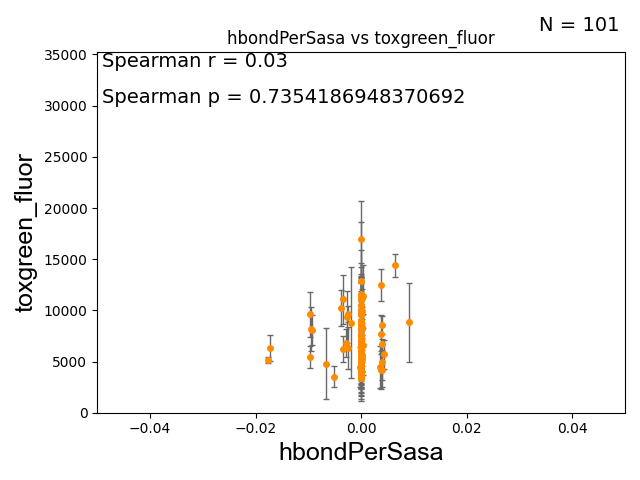 N = 101
hbondPerSasa vs toxgreen_fluor
Spearman r = 0.03
Spearman p = 0.7354186948370692
toxgreen_fluor
35000
30000
25000
20000
15000
10000
5000
0
−0.04 −0.02 0.00 0.02 0.04
hbondPerSasa